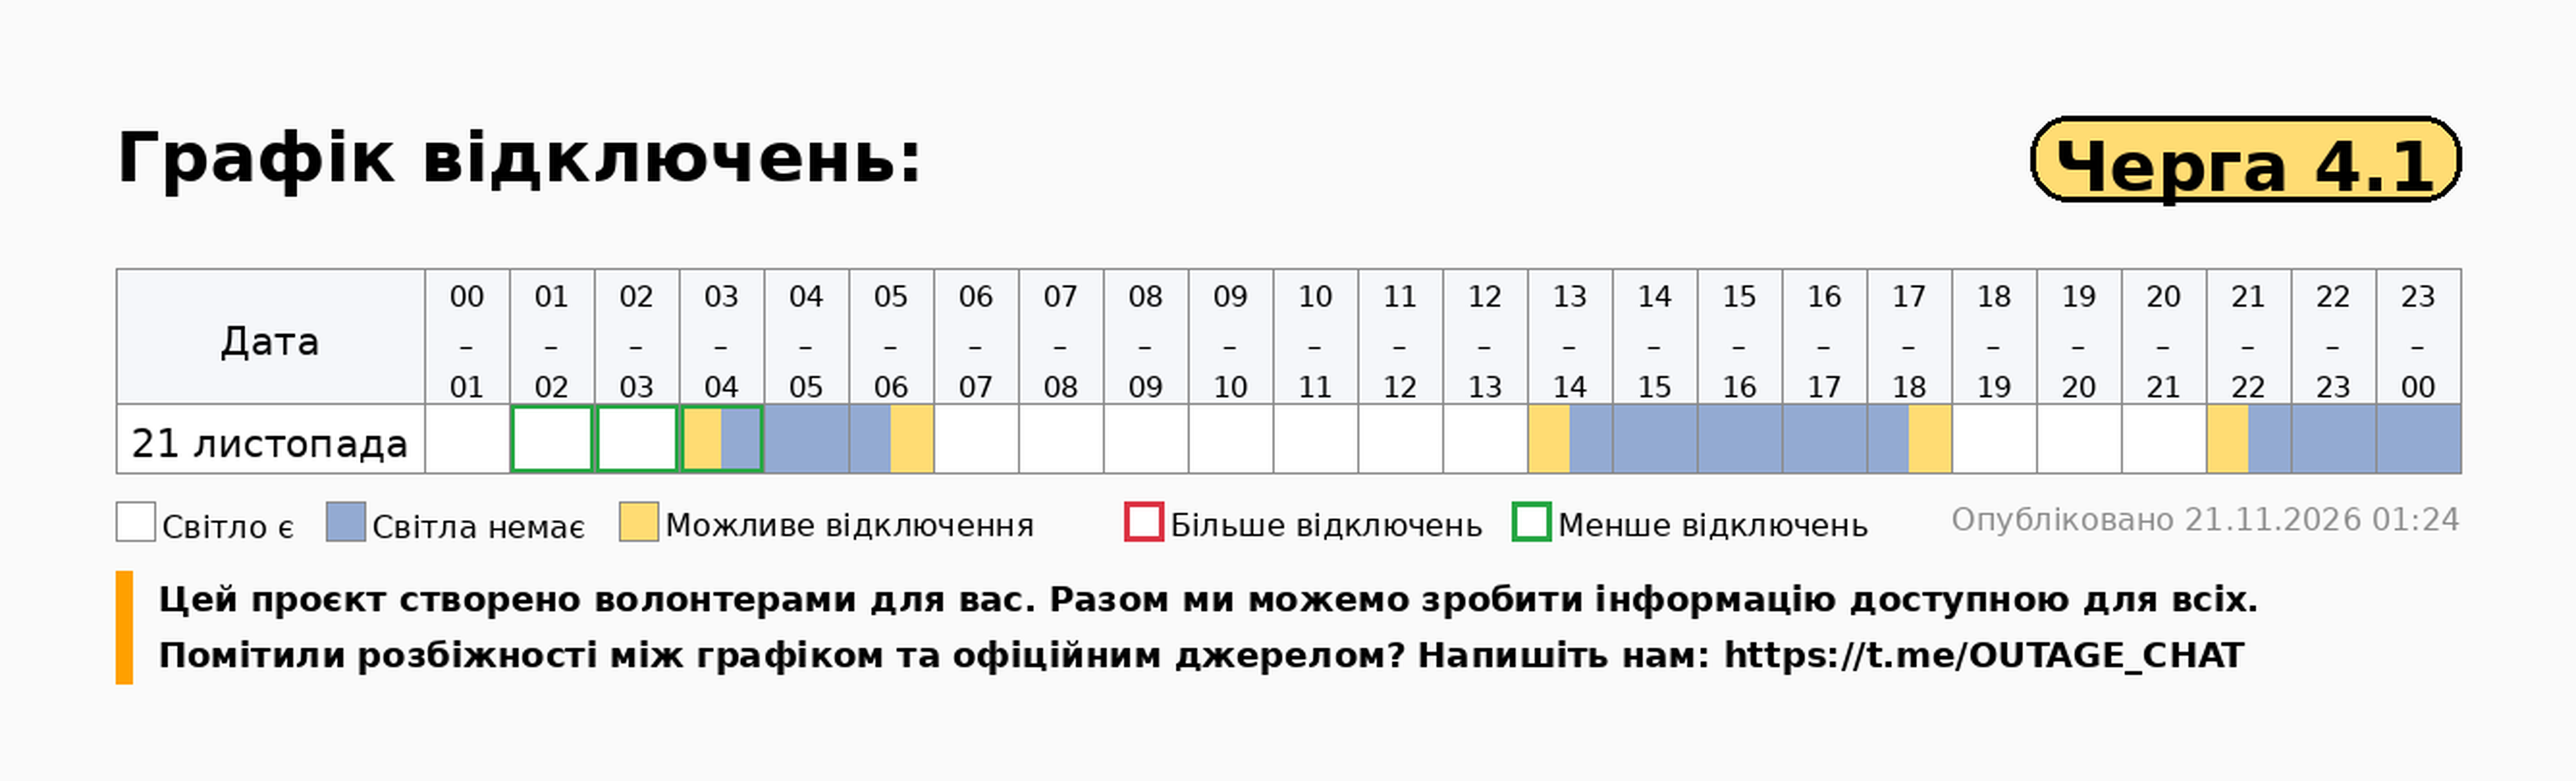 Графік відключень:
Черга 4.1
Дата
00 – 01
01 – 02
02 – 03
03 – 04
04 – 05
05 – 06
06 – 07
07 – 08
08 – 09
09 – 10
10 – 11
11 – 12
12 – 13
13 – 14
14 – 15
15 – 16
16 – 17
17 – 18
18 – 19
19 – 20
20 – 21
21 – 22
22 – 23
23 – 00
21 листопада
Світло є
Світла немає
Можливе відключення
Більше відключень
Менше відключень
Опубліковано 21.11.2026 01:24
Цей проєкт створено волонтерами для вас. Разом ми можемо зробити інформацію доступною для всіх.
Помітили розбіжності між графіком та офіційним джерелом? Напишіть нам: https://t.me/OUTAGE_CHAT